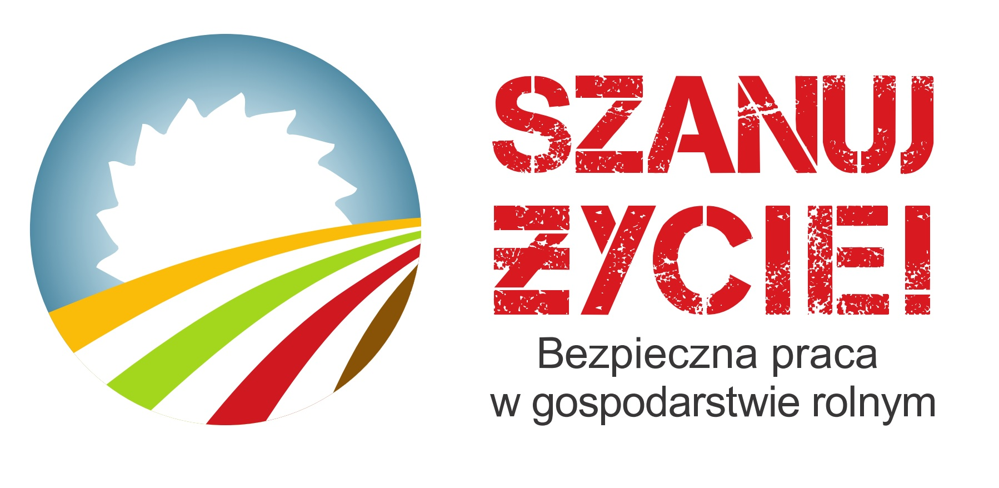 SZANUJ
ŻYCIE!
Bezpieczna praca
w gospodarstwie rolnym